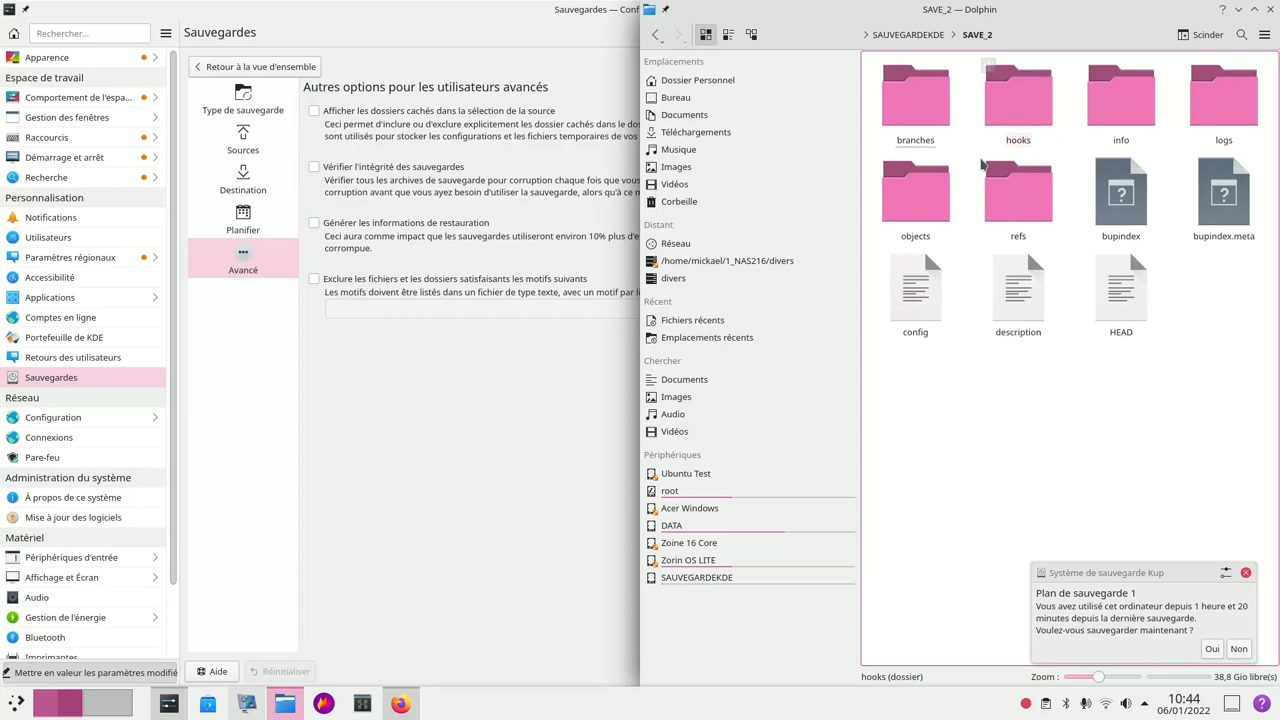 Sauvegardes — Conf
SAVE_2 — Dolphin
Rechercher...
Sauvegardes
SAUVEGARDEKDE
SAVE_2
Scinder
Apparence
Espace de travail
Comportement de l'espa...
Gestion des fenêtres
Raccourcis
Démarrage et arrêt
Recherche
Personnalisation
Notifications
Utilisateurs
Paramètres régionaux
Accessibilité
Applications
Comptes en ligne
Portefeuille de KDE
Retours des utilisateurs
Sauvegardes
Réseau
Configuration
Connexions
Pare-feu
Administration du système
À propos de ce système
Mise à jour des logiciels
Matériel
Périphériques d'entrée
Affichage et Écran
Audio
Gestion de l'énergie
Bluetooth
Imprimantes
Mettre en valeur les paramètres modifié
Retour à la vue d'ensemble
Type de sauvegarde
Sources
Destination
Planifier
Avancé
Autres options pour les utilisateurs avancés
Afficher les dossiers cachés dans la sélection de la source
Ceci permet d'inclure ou d'exclure explicitement les dossier cachés dans le do
sont utilisés pour stocker les configurations et les fichiers temporaires de vos
Vérifier l'intégrité des sauvegardes
Vérifier tous les archives de sauvegarde pour corruption chaque fois que vou
corruption avant que vous ayez besoin d'utiliser la sauvegarde, alors qu'à ce m
Générer les informations de restauration
Ceci aura comme impact que les sauvegardes utiliseront environ 10% plus d'es
corrompue.
Exclure les fichiers et les dossiers satisfaisants les motifs suivants
Les motifs doivent être listés dans un fichier de type texte, avec un motif par li
Aide
Réinitialiser
Emplacements
Dossier Personnel
Bureau
Documents
Téléchargements
Musique
Images
Vidéos
Corbeille
Distant
Réseau
/home/mickael/1_NAS216/divers
divers
Récent
Fichiers récents
Emplacements récents
Chercher
Documents
Images
Audio
Vidéos
Périphériques
Ubuntu Test
root
Acer Windows
DATA
Zoine 16 Core
Zorin OS LITE
SAUVEGARDEKDE
branches
hooks
info
logs
objects
refs
bupindex
bupindex.meta
config
description
HEAD
Système de sauvegarde Kup
Plan de sauvegarde 1
Vous avez utilisé cet ordinateur depuis 1 heure et 20
minutes depuis la dernière sauvegarde.
Voulez-vous sauvegarder maintenant ?
Oui
Non
hooks (dossier)
Zoom :
38,8 Gio libre(s)
10:44
06/01/2022